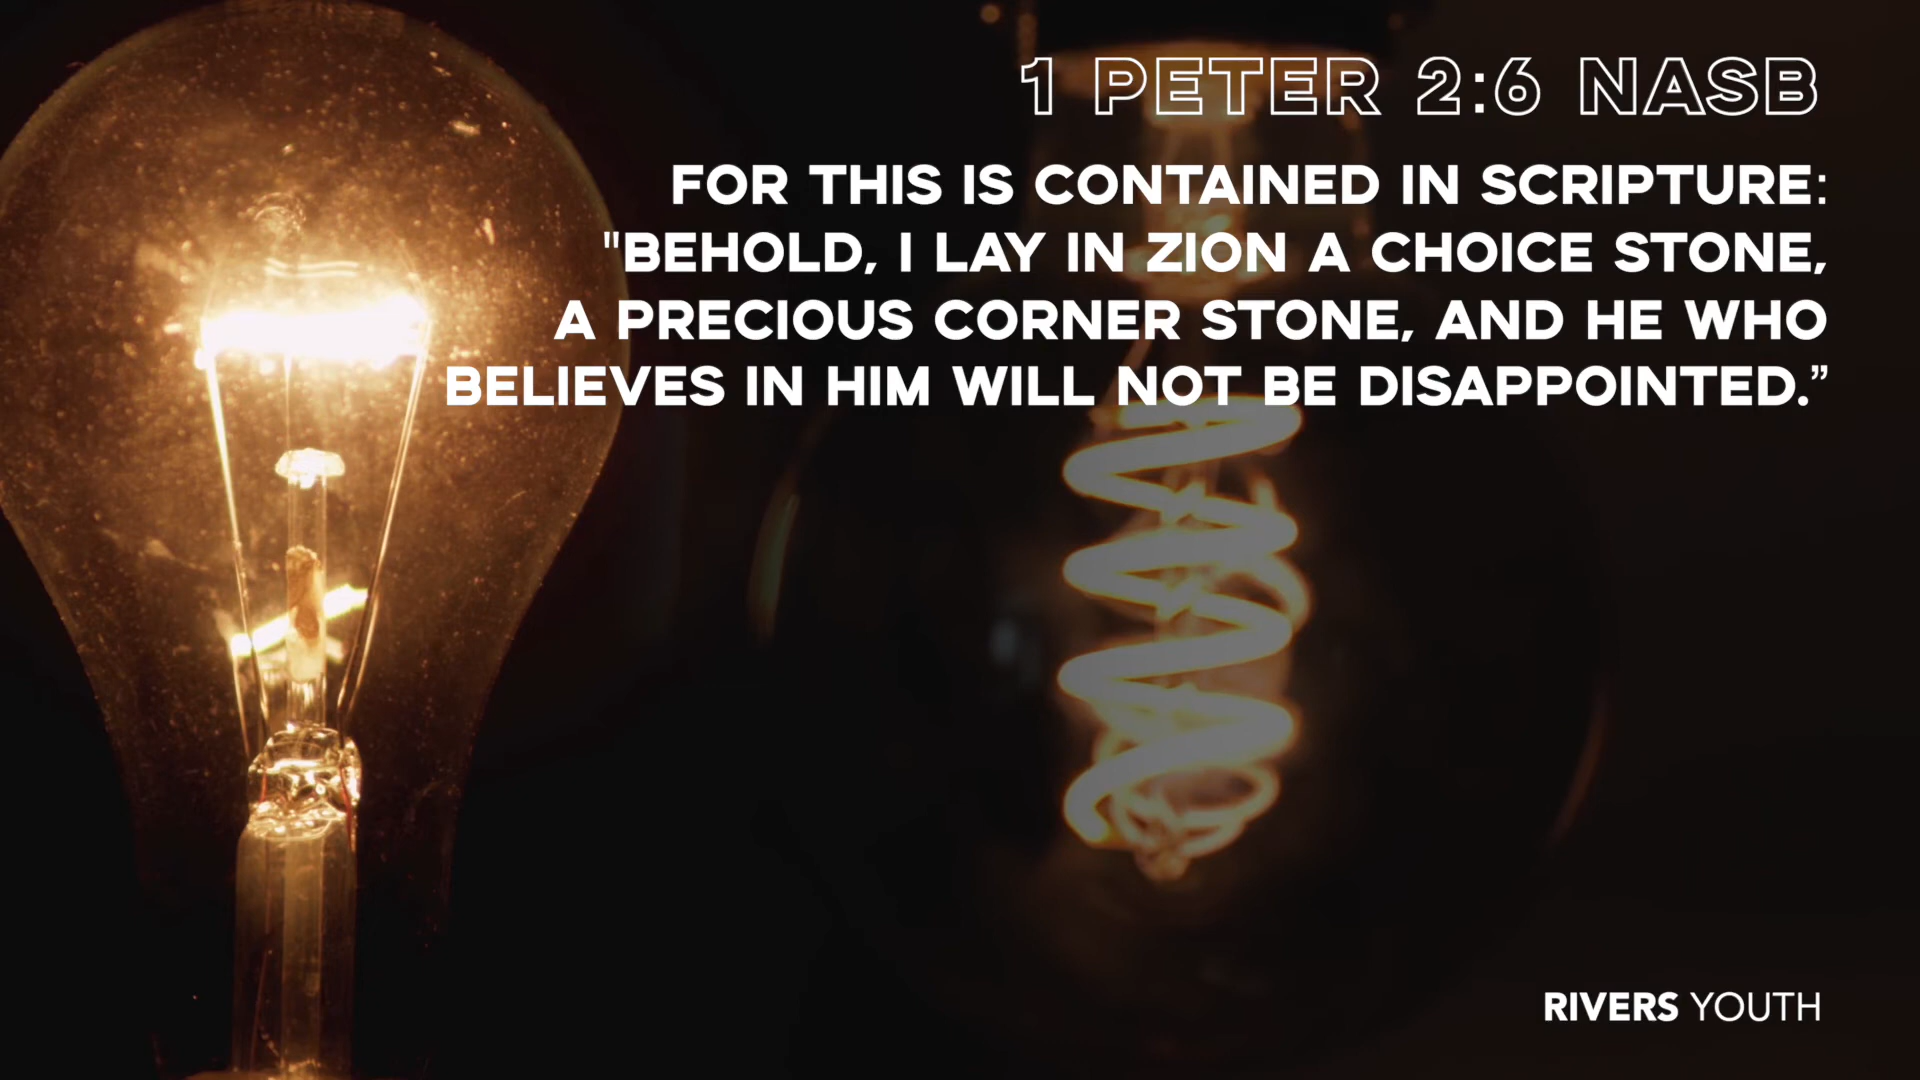 1 PETER 2:6 NASB
FOR THIS IS CONTAINED IN SCRIPTURE:
"BEHOLD, I LAY IN ZION A CHOICE STONE,
A PRECIOUS CORNER STONE, AND HE WHO
BELIEVES IN HIM WILL NOT BE DISAPPOINTED.”
RIVERS YOUTH